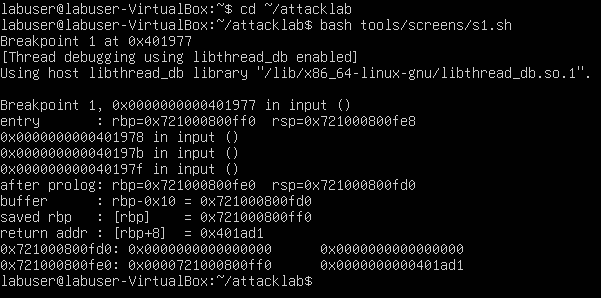 labuser@labuser-VirtualBox:~$ cd ~/attacklab
labuser@labuser-VirtualBox:~/attacklab$ bash tools/screens/s1.sh
Breakpoint 1 at 0x401977
[Thread debugging using libthread_db enabled]
Using host libthread_db library "/lib/x86_64-linux-gnu/libthread_db.so.1".
Breakpoint 1, 0x0000000000401977 in input ()
entry       : rbp=0x721000800ff0  rsp=0x721000800fe8
0x0000000000401978 in input ()
0x000000000040197b in input ()
0x000000000040197f in input ()
after prolog: rbp=0x721000800fe0  rsp=0x721000800fd0
buffer      : rbp-0x10 = 0x721000800fd0
saved rbp   : [rbp]    = 0x721000800ff0
return addr : [rbp+8]  = 0x401ad1
0x721000800fd0: 0x0000000000000000      0x0000000000000000
0x721000800fe0: 0x0000721000800ff0      0x0000000000401ad1
labuser@labuser-VirtualBox:~/attacklab$